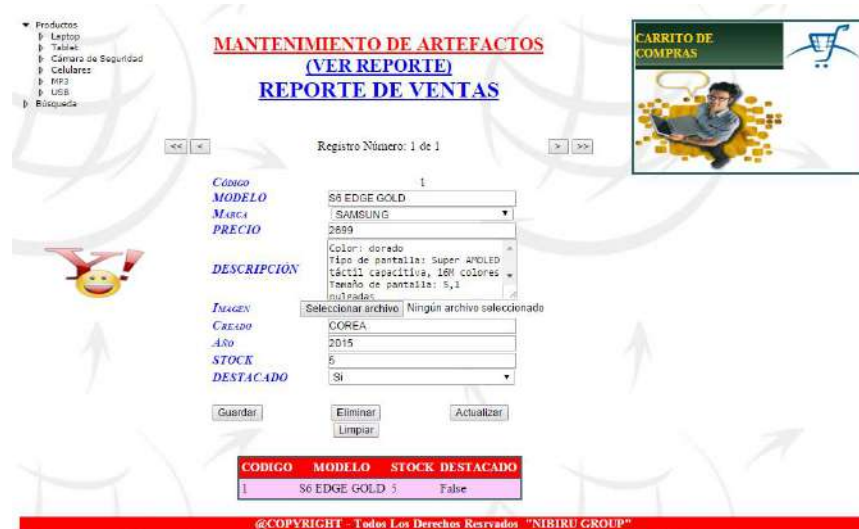 Productos
Laptop
Tablet
Cámara de Seguridad
Celulares
MP3
USB
Búsqueda
MANTENIMIENTO DE ARTEFACTOS
(VER REPORTE)
REPORTE DE VENTAS
CARRITO DE
COMPRAS
<< < Registro Número: 1 de 1 > >>
CÓDIGO 1
MODELO S6 EDGE GOLD
MARCA SAMSUNG
PRECIO 2699
DESCRIPCIÓN
Color: dorado
Tipo de pantalla: Super AMOLED
táctil capacitiva, 16M colores
Tamaño de pantalla: 5,1
pulgadas
IMAGEN Seleccionar archivo Ningún archivo seleccionado
CREADO COREA
AÑO 2015
STOCK 5
DESTACADO Si
Guardar Eliminar Actualizar
Limpiar
CODIGO MODELO STOCK DESTACADO
1 S6 EDGE GOLD 5 False
@COPYRIGHT - Todos Los Derechos Resrvados "NIBIRU GROUP"